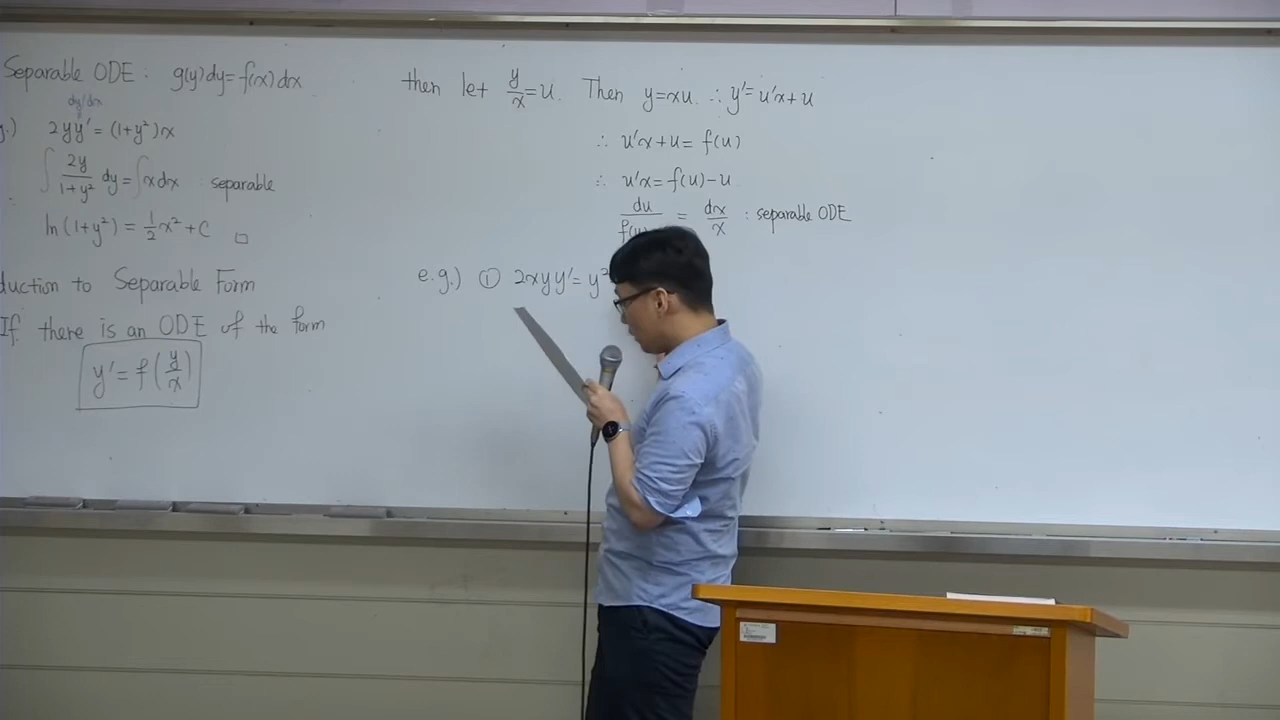 Separable ODE : g(y)dy=f(x)dx
dy/dx
g.) 2yy' = (1+y²)x
∫ 2y/(1+y²) dy = ∫ x dx separable
ln(1+y²) = ½x² + C □
duction to Separable Form
If there is an ODE of the form
y' = f(y/x)
then let y/x = u. Then y=xu. ∴ y'=u'x+u
∴ u'x+u = f(u)
∴ u'x = f(u)-u
du/f(u) = dx/x : separable ODE
e.g.) ① 2xyy' = y²